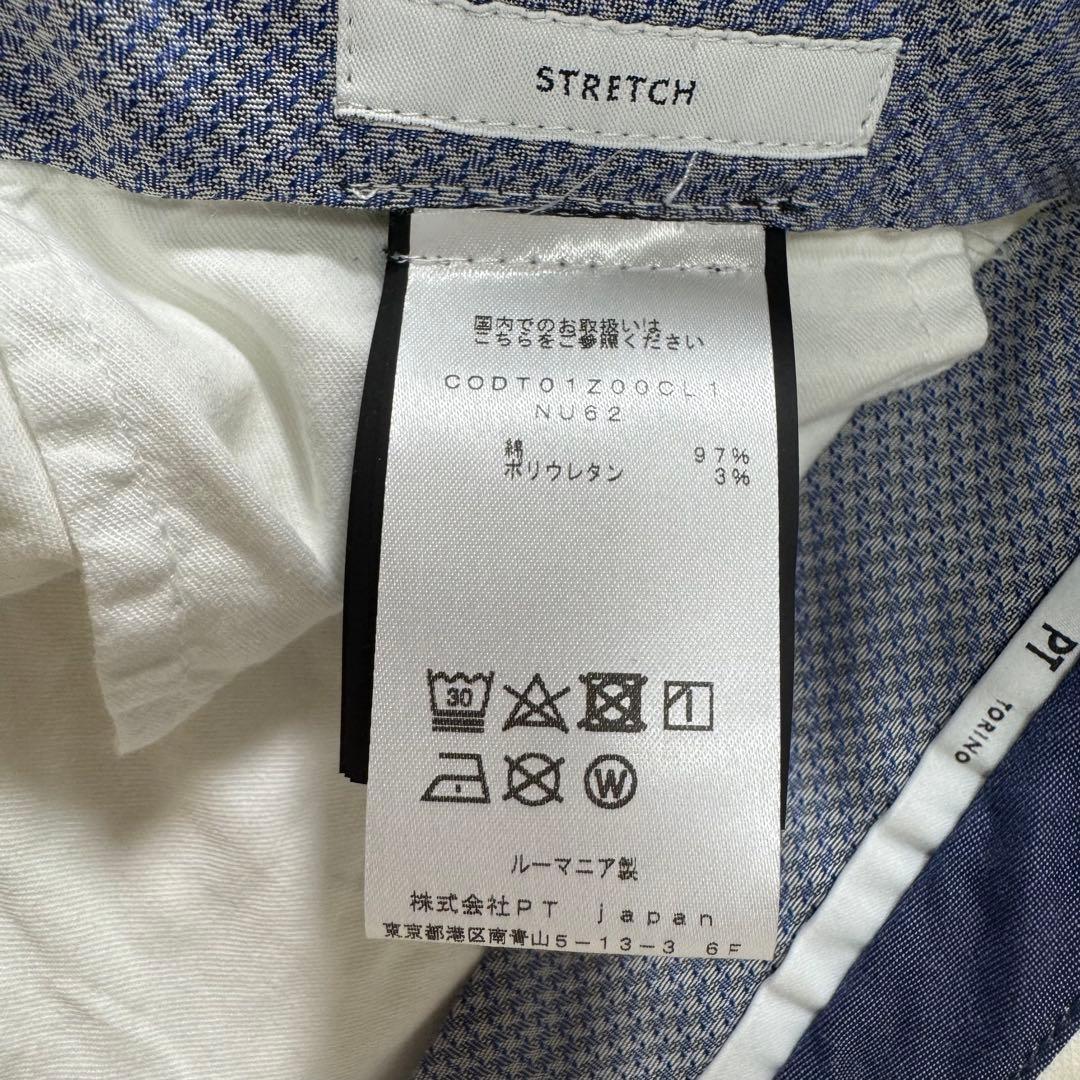 STRETCH
国内でのお取扱いは
こちらをご参照ください
CODT01Z00CL1
NU62
綿 97%
ポリウレタン 3%
30
W
ルーマニア製
株式会社PT japan
東京都港区南青山5-13-3 6F
PT TORINO